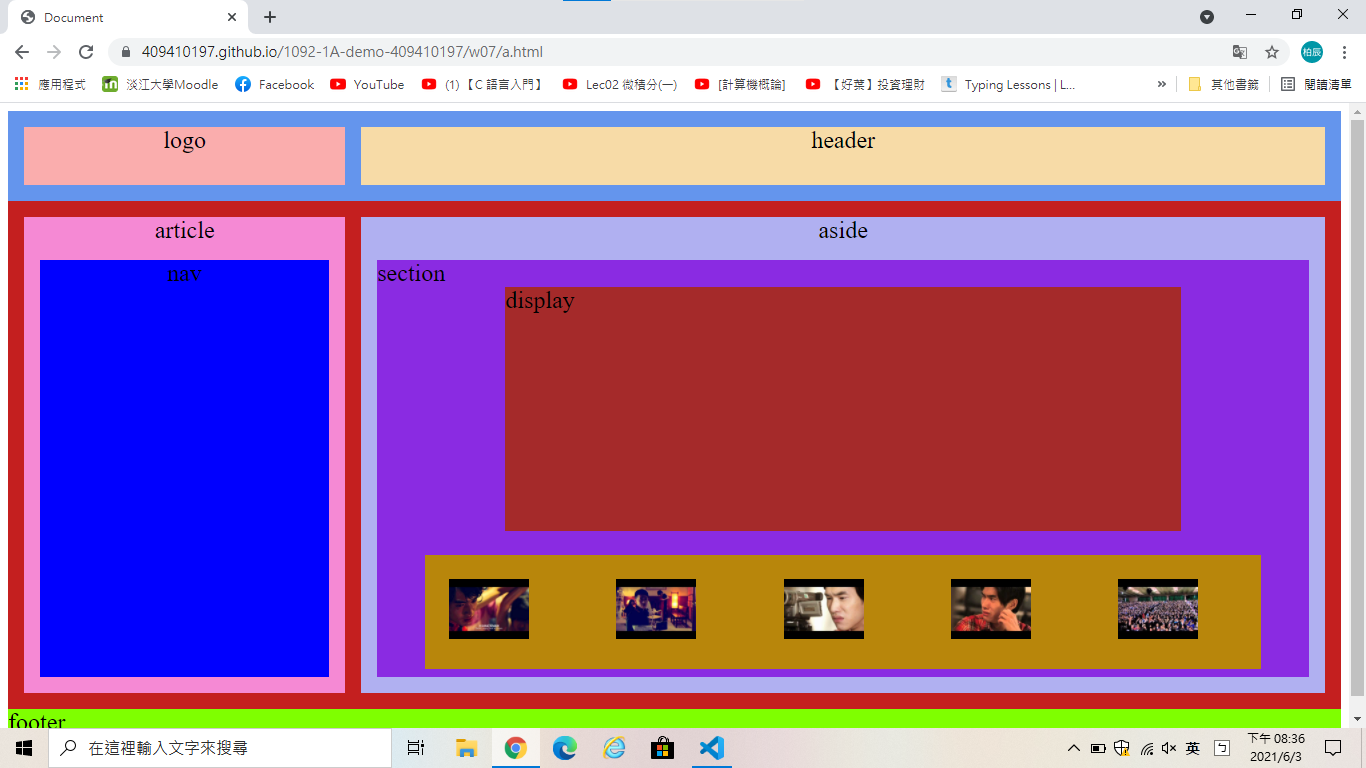 Document
409410197.github.io/1092-1A-demo-409410197/w07/a.html
柏辰
應用程式 淡江大學Moodle Facebook YouTube (1)【C 語言入門】 Lec02 微積分(一) [計算機概論] 【好葉】投資理財 Typing Lessons | L... » 其他書籤 閱讀清單
logo
header
article
aside
nav
section
display
footer
在這裡輸入文字來搜尋
英
ㄅ
下午 08:36
2021/6/3